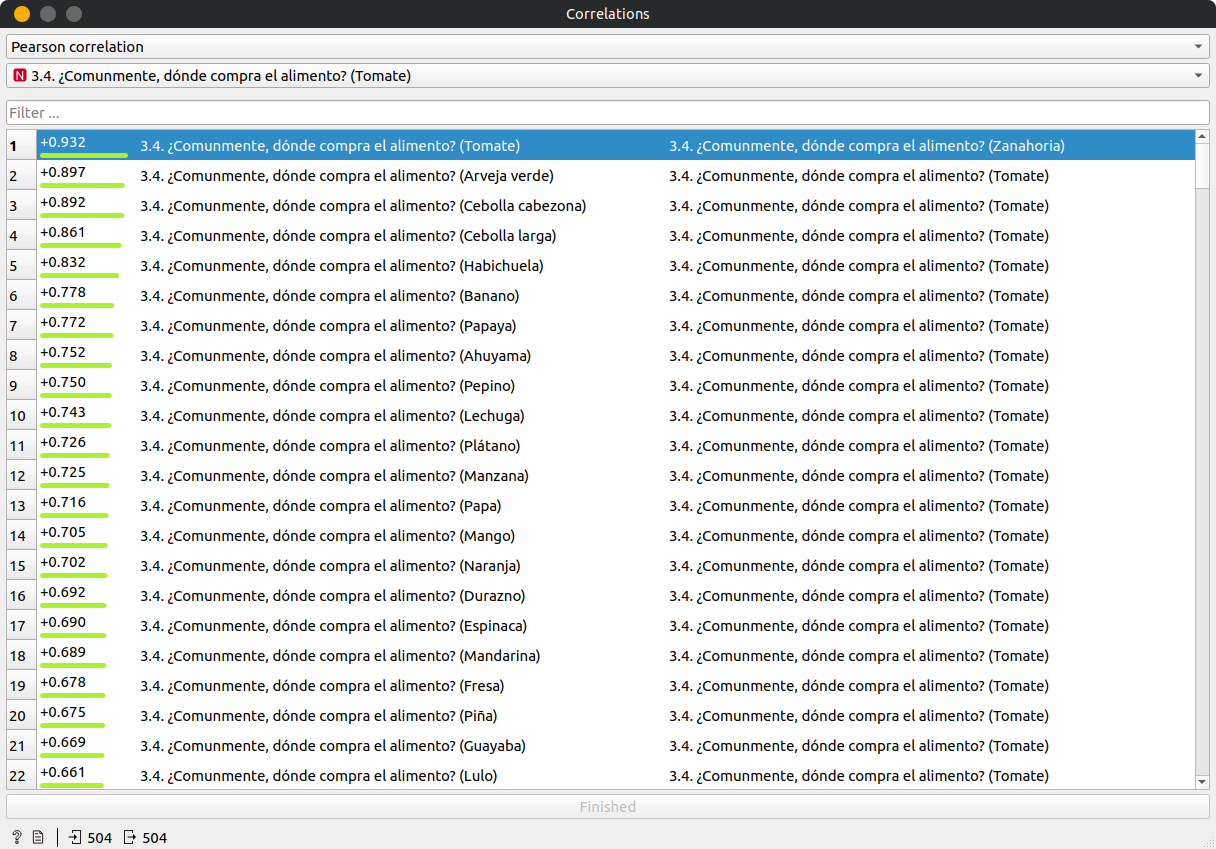 Correlations
Pearson correlation
N 3.4. ¿Comunmente, dónde compra el alimento? (Tomate)
Filter ...
1 +0.932 3.4. ¿Comunmente, dónde compra el alimento? (Tomate) 3.4. ¿Comunmente, dónde compra el alimento? (Zanahoria)
2 +0.897 3.4. ¿Comunmente, dónde compra el alimento? (Arveja verde) 3.4. ¿Comunmente, dónde compra el alimento? (Tomate)
3 +0.892 3.4. ¿Comunmente, dónde compra el alimento? (Cebolla cabezona) 3.4. ¿Comunmente, dónde compra el alimento? (Tomate)
4 +0.861 3.4. ¿Comunmente, dónde compra el alimento? (Cebolla larga) 3.4. ¿Comunmente, dónde compra el alimento? (Tomate)
5 +0.832 3.4. ¿Comunmente, dónde compra el alimento? (Habichuela) 3.4. ¿Comunmente, dónde compra el alimento? (Tomate)
6 +0.778 3.4. ¿Comunmente, dónde compra el alimento? (Banano) 3.4. ¿Comunmente, dónde compra el alimento? (Tomate)
7 +0.772 3.4. ¿Comunmente, dónde compra el alimento? (Papaya) 3.4. ¿Comunmente, dónde compra el alimento? (Tomate)
8 +0.752 3.4. ¿Comunmente, dónde compra el alimento? (Ahuyama) 3.4. ¿Comunmente, dónde compra el alimento? (Tomate)
9 +0.750 3.4. ¿Comunmente, dónde compra el alimento? (Pepino) 3.4. ¿Comunmente, dónde compra el alimento? (Tomate)
10 +0.743 3.4. ¿Comunmente, dónde compra el alimento? (Lechuga) 3.4. ¿Comunmente, dónde compra el alimento? (Tomate)
11 +0.726 3.4. ¿Comunmente, dónde compra el alimento? (Plátano) 3.4. ¿Comunmente, dónde compra el alimento? (Tomate)
12 +0.725 3.4. ¿Comunmente, dónde compra el alimento? (Manzana) 3.4. ¿Comunmente, dónde compra el alimento? (Tomate)
13 +0.716 3.4. ¿Comunmente, dónde compra el alimento? (Papa) 3.4. ¿Comunmente, dónde compra el alimento? (Tomate)
14 +0.705 3.4. ¿Comunmente, dónde compra el alimento? (Mango) 3.4. ¿Comunmente, dónde compra el alimento? (Tomate)
15 +0.702 3.4. ¿Comunmente, dónde compra el alimento? (Naranja) 3.4. ¿Comunmente, dónde compra el alimento? (Tomate)
16 +0.692 3.4. ¿Comunmente, dónde compra el alimento? (Durazno) 3.4. ¿Comunmente, dónde compra el alimento? (Tomate)
17 +0.690 3.4. ¿Comunmente, dónde compra el alimento? (Espinaca) 3.4. ¿Comunmente, dónde compra el alimento? (Tomate)
18 +0.689 3.4. ¿Comunmente, dónde compra el alimento? (Mandarina) 3.4. ¿Comunmente, dónde compra el alimento? (Tomate)
19 +0.678 3.4. ¿Comunmente, dónde compra el alimento? (Fresa) 3.4. ¿Comunmente, dónde compra el alimento? (Tomate)
20 +0.675 3.4. ¿Comunmente, dónde compra el alimento? (Piña) 3.4. ¿Comunmente, dónde compra el alimento? (Tomate)
21 +0.669 3.4. ¿Comunmente, dónde compra el alimento? (Guayaba) 3.4. ¿Comunmente, dónde compra el alimento? (Tomate)
22 +0.661 3.4. ¿Comunmente, dónde compra el alimento? (Lulo) 3.4. ¿Comunmente, dónde compra el alimento? (Tomate)
Finished
? 504 504